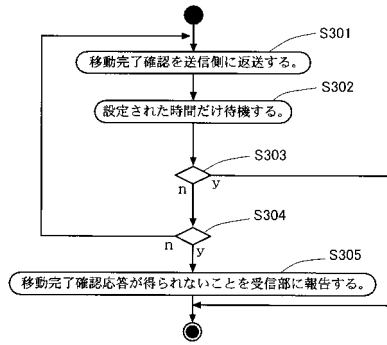 S301
移動完了確認を送信側に返送する。
S302
設定された時間だけ待機する。
S303
n y
S304
n y
S305
移動完了確認応答が得られないことを受信部に報告する。